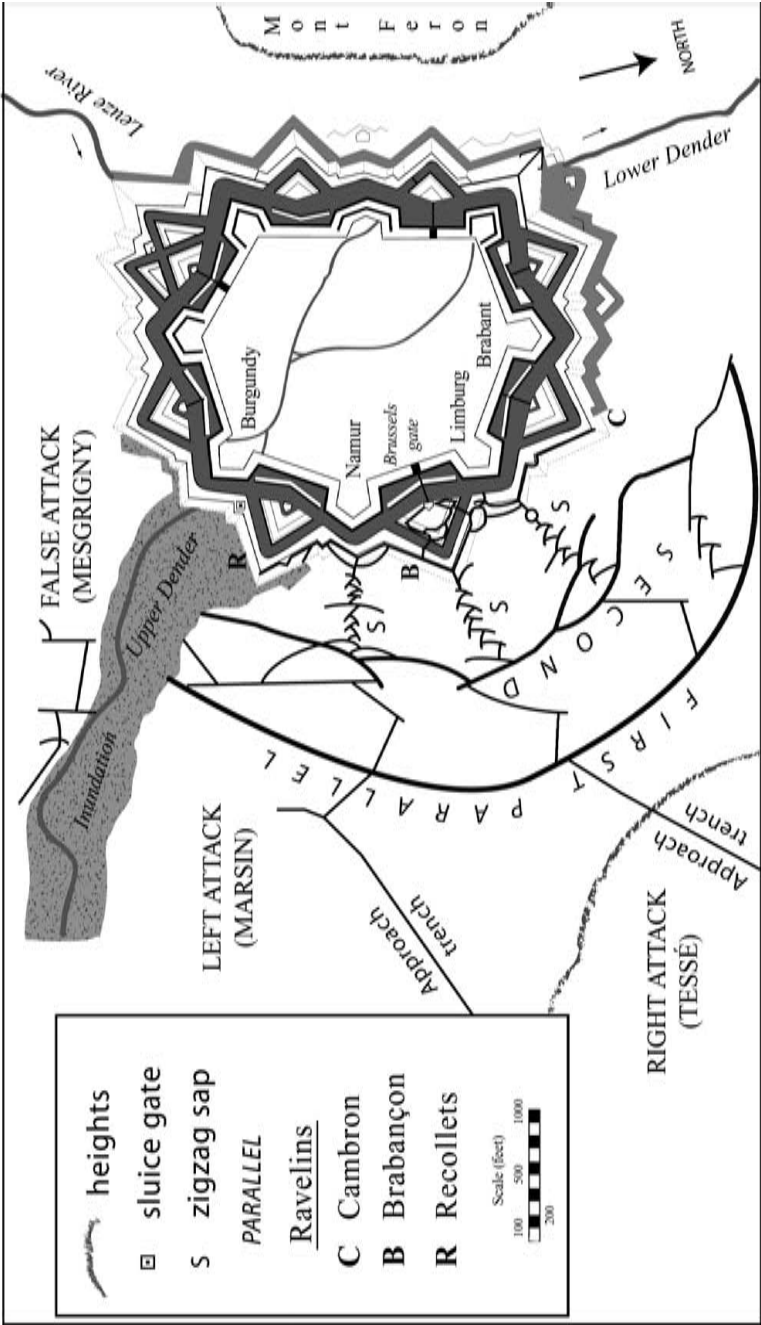 Mont Feron
NORTH
Leuze River
Lower Dender
FALSE ATTACK
(MESGRIGNY)
Upper Dender
Inundation
Burgundy
Namur
Brussels
gate
Limburg
Brabant
R
B
C
S
S
S
SECOND
FIRST PARALLEL
LEFT ATTACK
(MARSIN)
Approach
trench
Approach
trench
RIGHT ATTACK
(TESSÉ)
heights
sluice gate
S zigzag sap
PARALLEL
Ravelins
C Cambron
B Brabançon
R Recollets
Scale (feet)
100 500 1000
200